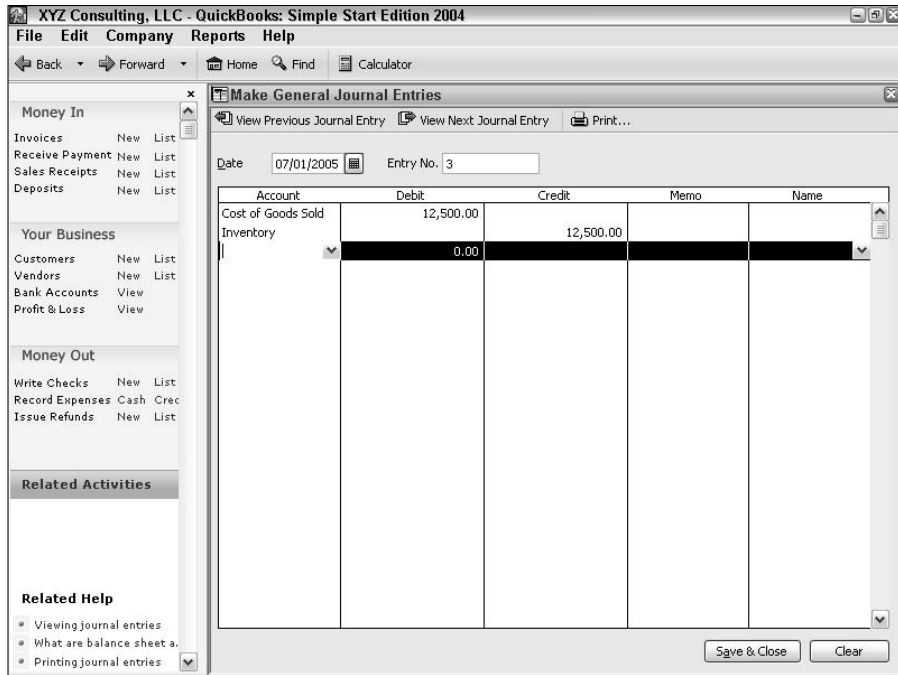 XYZ Consulting, LLC - QuickBooks: Simple Start Edition 2004
File Edit Company Reports Help
Back Forward Home Find Calculator
Money In
Invoices New List
Receive Payment New List
Sales Receipts New List
Deposits New List
Your Business
Customers New List
Vendors New List
Bank Accounts View
Profit & Loss View
Money Out
Write Checks New List
Record Expenses Cash Crec
Issue Refunds New List
Related Activities
Related Help
Viewing journal entries
What are balance sheet a.
Printing journal entries
Make General Journal Entries
View Previous Journal Entry View Next Journal Entry Print...
Date 07/01/2005 Entry No. 3
Account Debit Credit Memo Name
Cost of Goods Sold 12,500.00
Inventory 12,500.00
0.00
Save & Close Clear